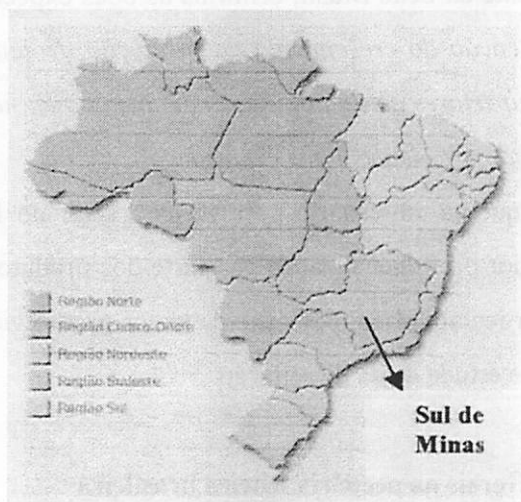 Região Norte
Região Centro-Oeste
Região Nordeste
Região Sudeste
Região Sul
Sul de
Minas